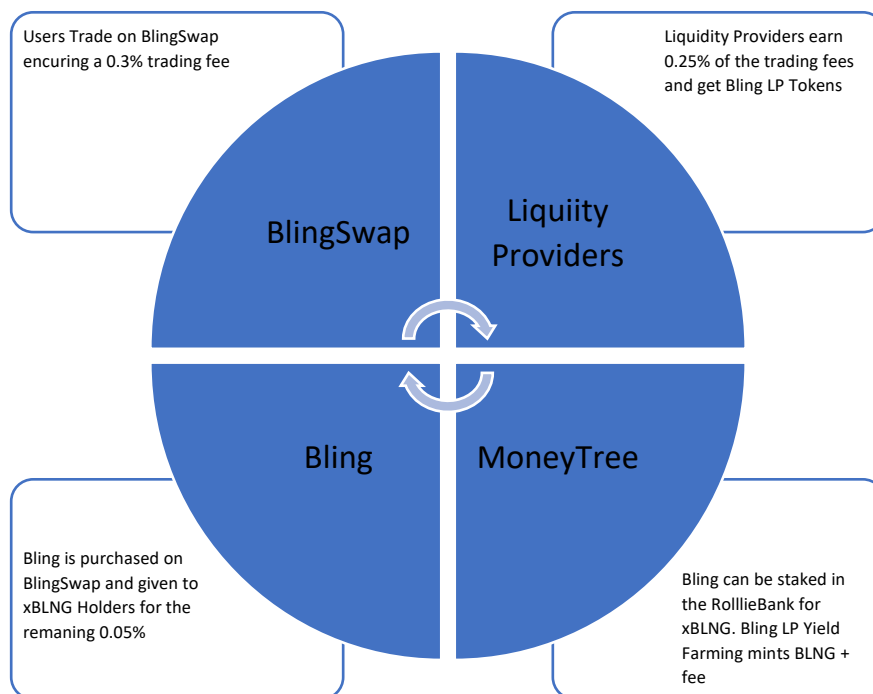 Users Trade on BlingSwap
encuring a 0.3% trading fee
Liquidity Providers earn
0.25% of the trading fees
and get Bling LP Tokens
BlingSwap
Liquiity
Providers
Bling
MoneyTree
Bling is purchased on
BlingSwap and given to
xBLNG Holders for the
remaning 0.05%
Bling can be staked in
the RolllieBank for
xBLNG. Bling LP Yield
Farming mints BLNG +
fee